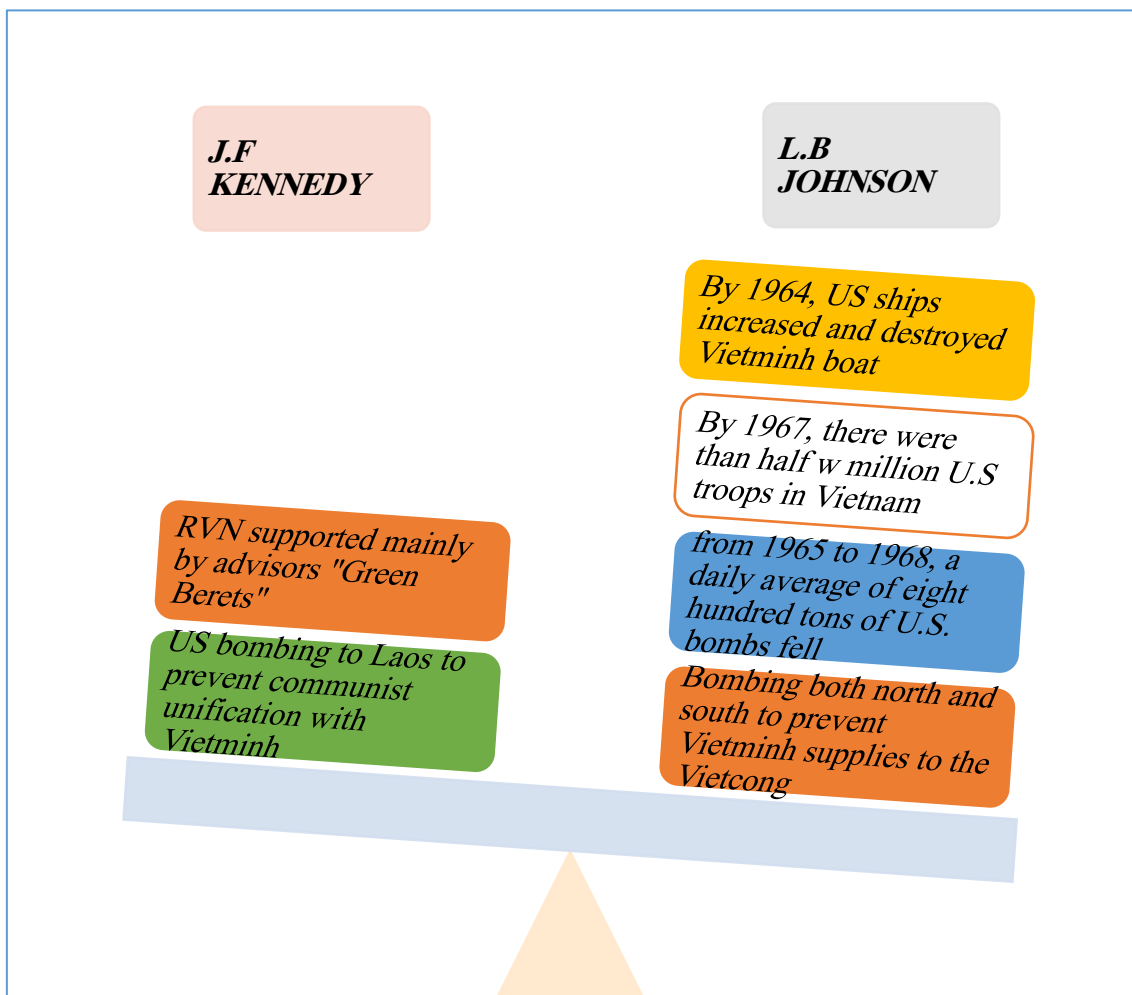 J.F
KENNEDY
L.B
JOHNSON
RVN supported mainly
by advisors "Green
Berets"
US bombing to Laos to
prevent communist
unification with
Vietminh
By 1964, US ships
increased and destroyed
Vietminh boat
By 1967, there were
than half w million U.S
troops in Vietnam
from 1965 to 1968, a
daily average of eight
hundred tons of U.S.
bombs fell
Bombing both north and
south to prevent
Vietminh supplies to the
Vietcong